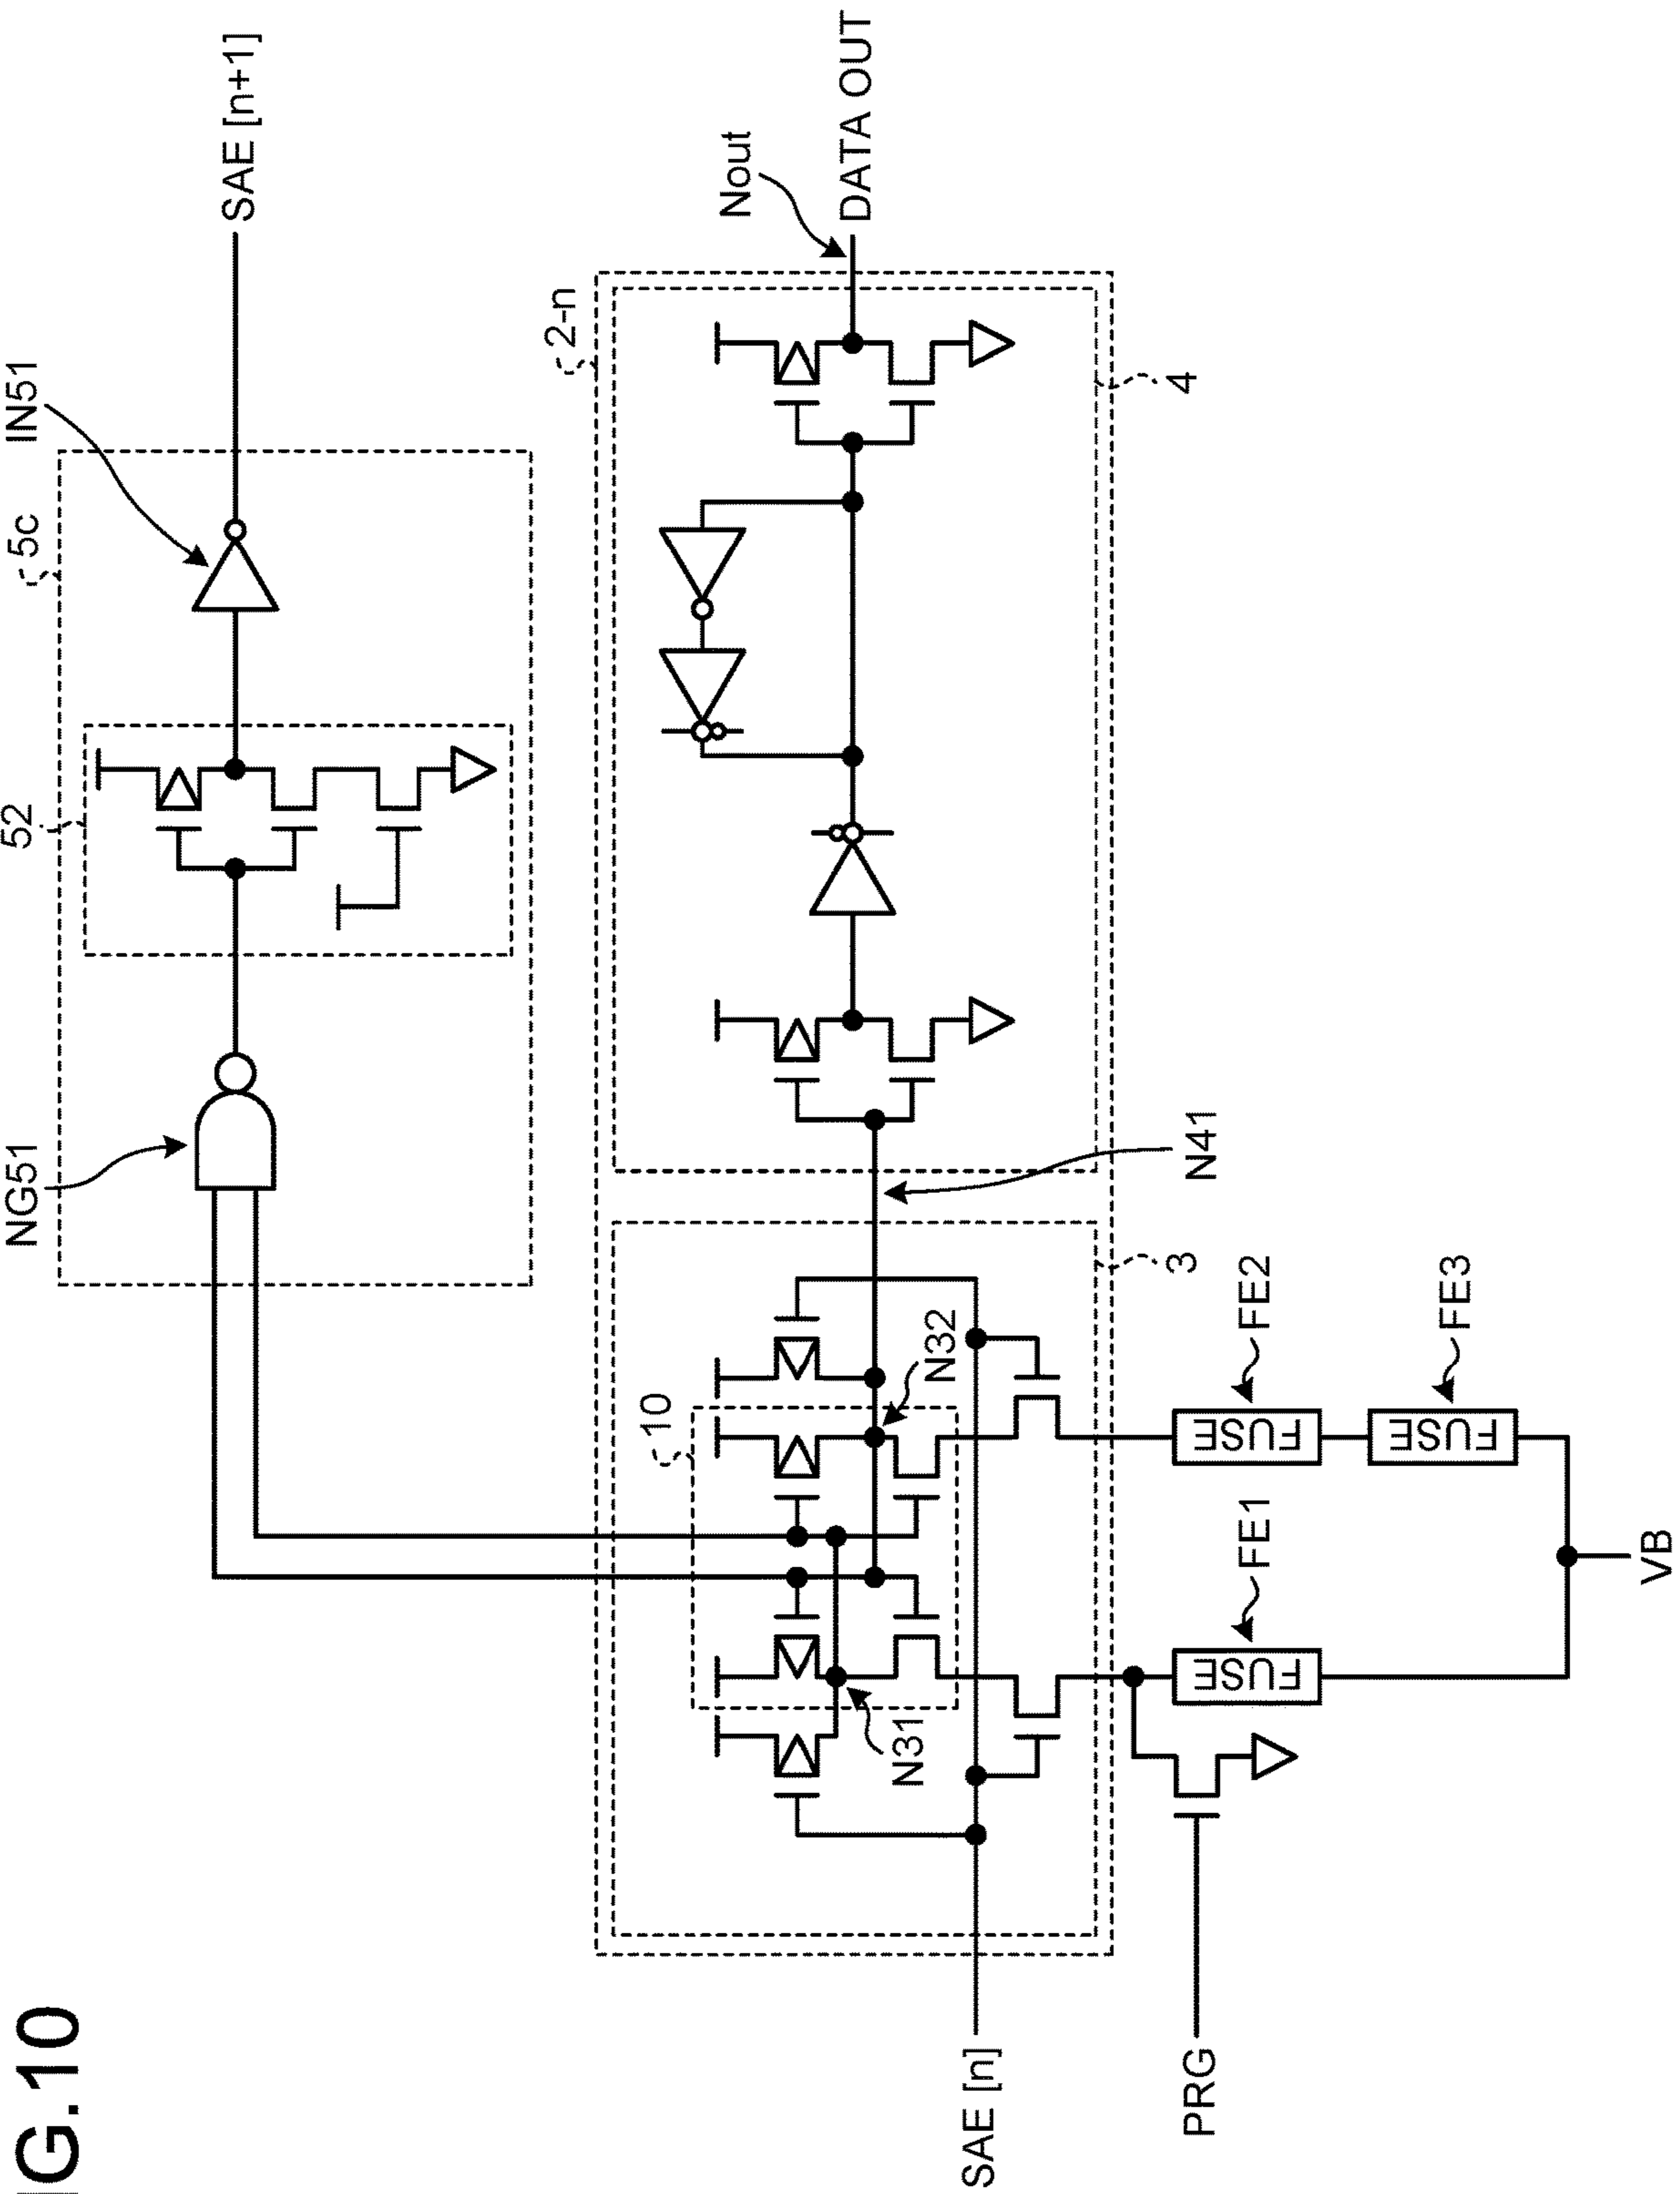 IG.10
SAE [n+1]
IN51
5c
52
NG51
Nout
DATA OUT
2-n
4
N41
3
10
N32
N31
FE2
FUSE
FE3
FUSE
FE1
FUSE
VB
SAE [n]
PRG